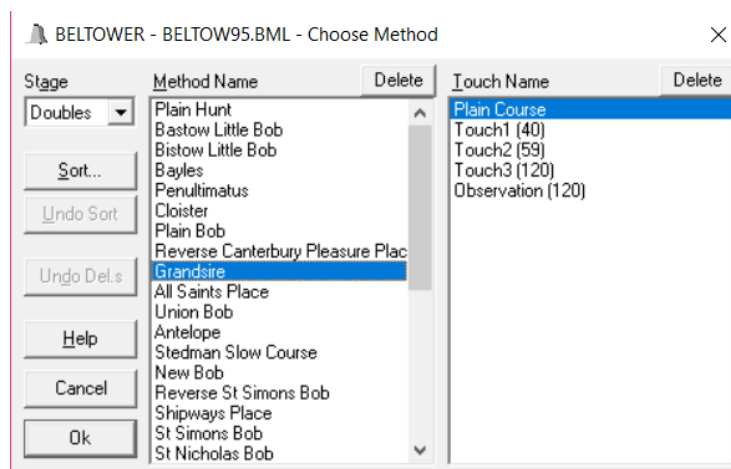 BELTOWER - BELTOW95.BML - Choose Method
Stage
Doubles
Sort...
Undo Sort
Undo Del.s
Help
Cancel
Ok
Method Name
Delete
Plain Hunt
Bastow Little Bob
Bistow Little Bob
Bayles
Penultimatus
Cloister
Plain Bob
Reverse Canterbury Pleasure Plac
Grandsire
All Saints Place
Union Bob
Antelope
Stedman Slow Course
New Bob
Reverse St Simons Bob
Shipways Place
St Simons Bob
St Nicholas Bob
Touch Name
Delete
Plain Course
Touch1 (40)
Touch2 (59)
Touch3 (120)
Observation (120)